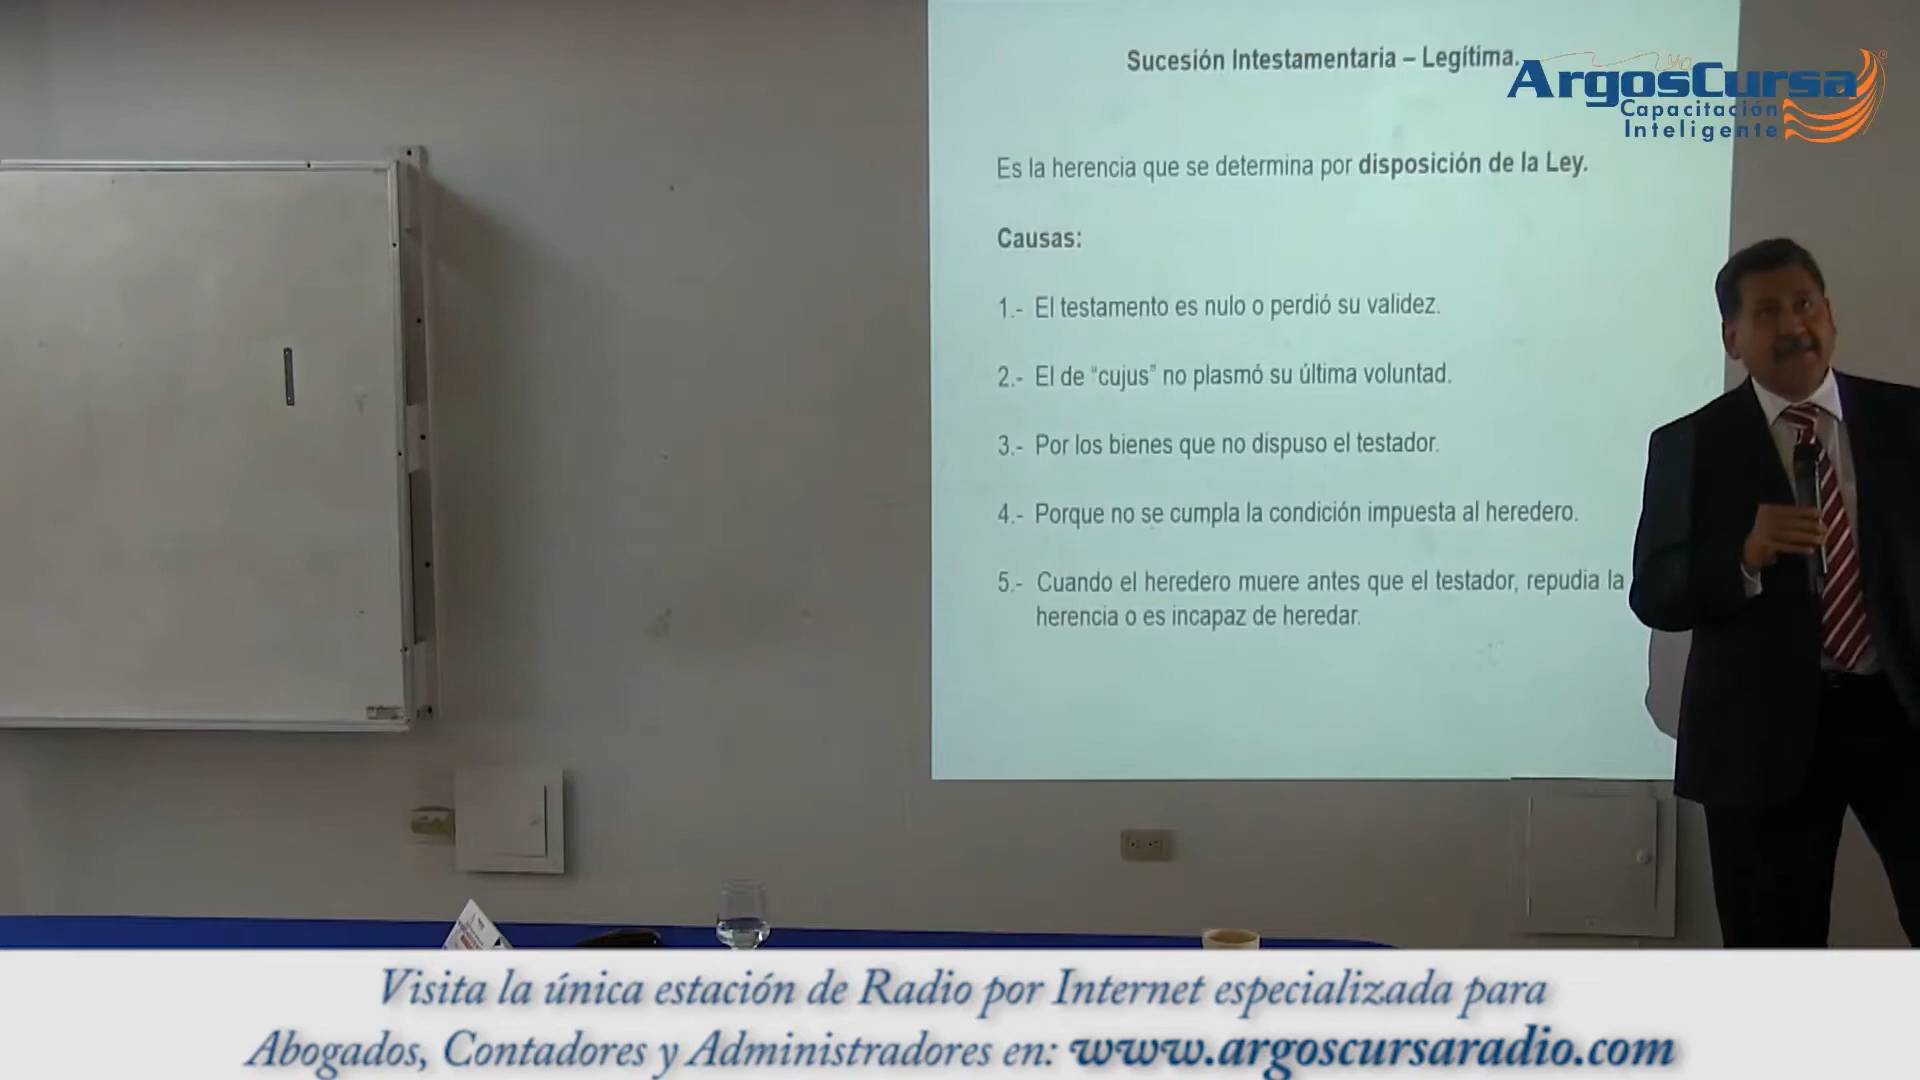 Sucesión Intestamentaria – Legítima.
ArgosCursa
Capacitación
Inteligente
Es la herencia que se determina por disposición de la Ley.
Causas:
1.- El testamento es nulo o perdió su validez.
2.- El de “cujus” no plasmó su última voluntad.
3.- Por los bienes que no dispuso el testador.
4.- Porque no se cumpla la condición impuesta al heredero.
5.- Cuando el heredero muere antes que el testador, repudia la
herencia o es incapaz de heredar.
Visita la única estación de Radio por Internet especializada para
Abogados, Contadores y Administradores en: www.argoscursaradio.com